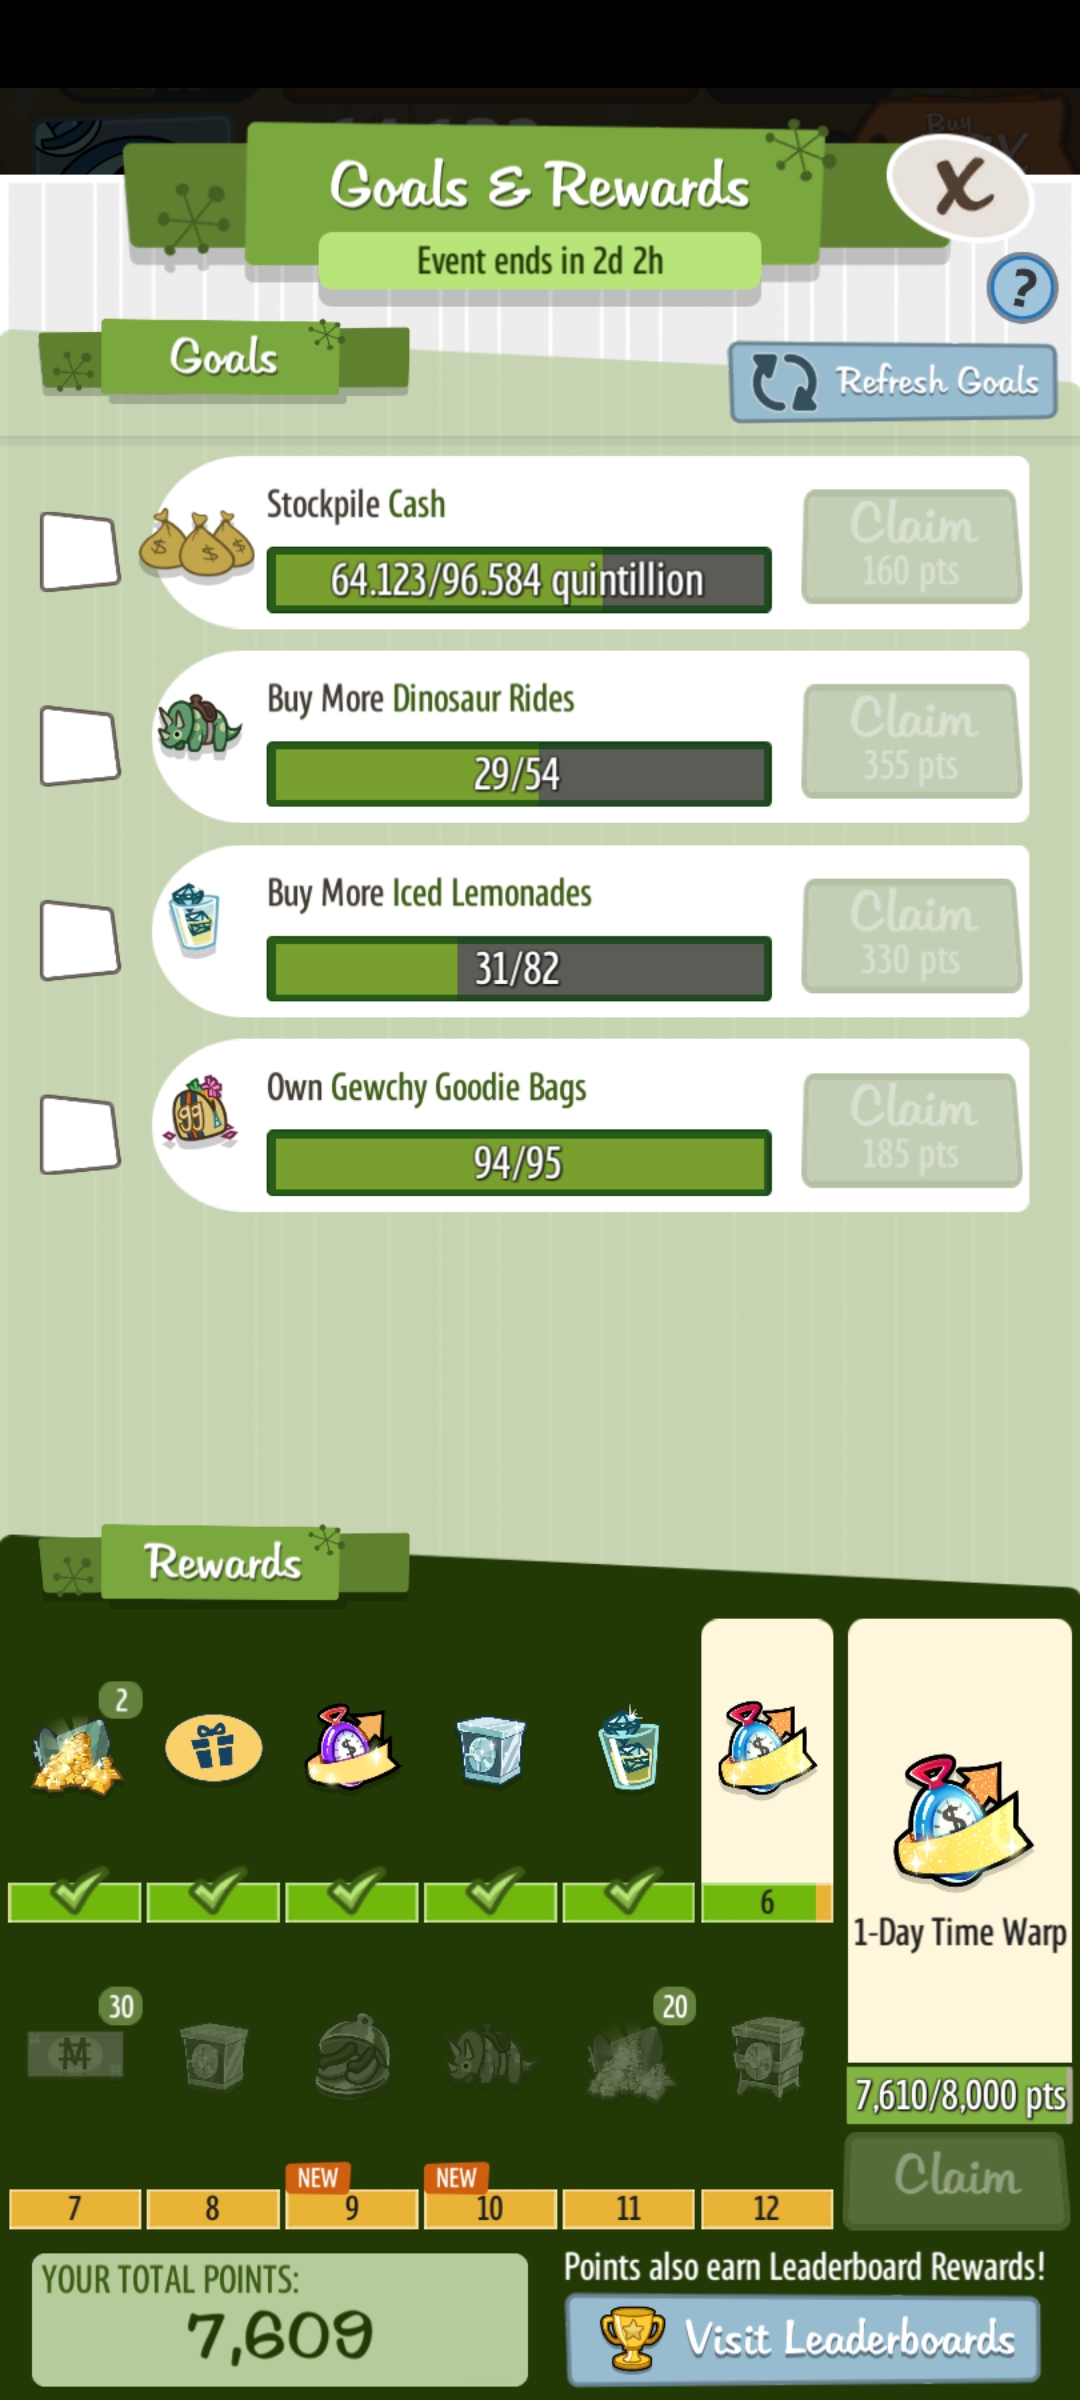 Buy
Goals & Rewards
X
Event ends in 2d 2h
?
Goals
Refresh Goals
Stockpile Cash
64.123/96.584 quintillion
Claim
160 pts
Buy More Dinosaur Rides
29/54
Claim
355 pts
Buy More Iced Lemonades
31/82
Claim
330 pts
Own Gewchy Goodie Bags
gg
94/95
Claim
185 pts
Rewards
2
6
1-Day Time Warp
30
20
7,610/8,000 pts
Claim
NEW
NEW
7
8
9
10
11
12
YOUR TOTAL POINTS:
7,609
Points also earn Leaderboard Rewards!
Visit Leaderboards